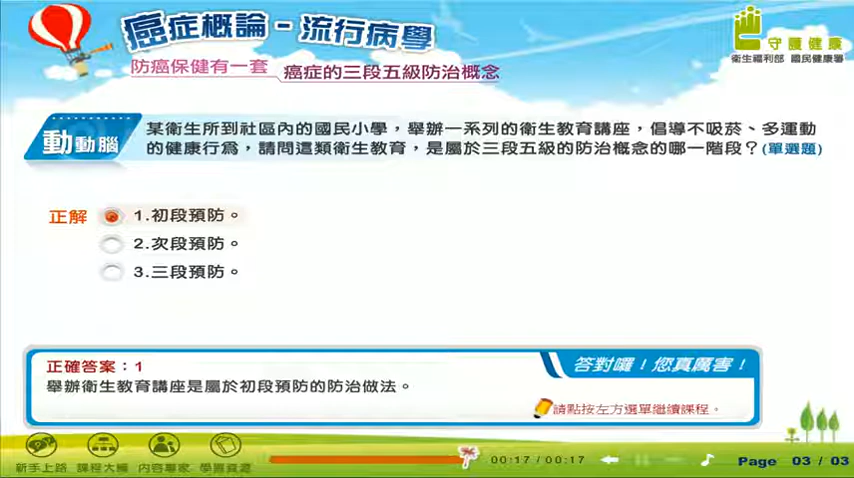 癌症概論－流行病學
防癌保健有一套 癌症的三段五級防治概念
守護健康
衛生福利部 國民健康署
動動腦
某衛生所到社區內的國民小學，舉辦一系列的衛生教育講座，倡導不吸菸、多運動
的健康行為，請問這類衛生教育，是屬於三段五級的防治概念的哪一階段？(單選題)
正解 1.初段預防。
2.次段預防。
3.三段預防。
正確答案：1
答對囉！您真厲害！
舉辦衛生教育講座是屬於初段預防的防治做法。
請點按左方選單繼續課程。
新手上路 課程大綱 內容專家 學習資源
00:17 / 00:17
Page 03 / 03